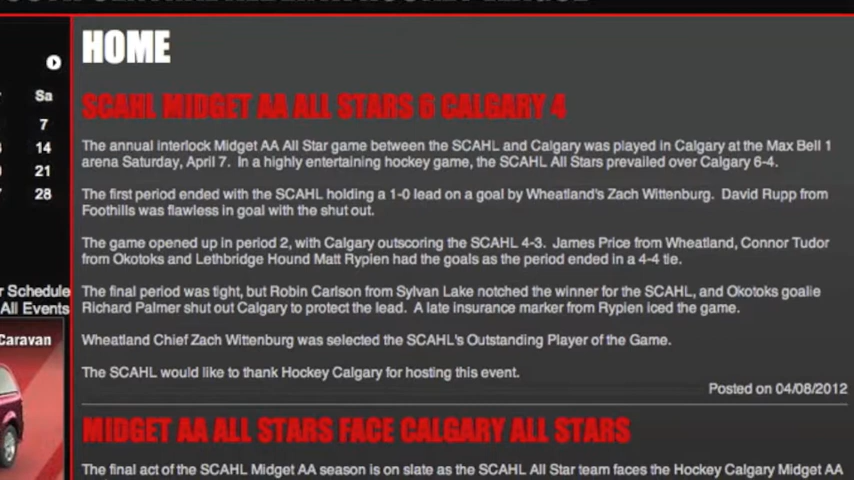 HOME
Sa
7
14
21
28
SCAHL MIDGET AA ALL STARS 6 CALGARY 4
The annual interlock Midget AA All Star game between the SCAHL and Calgary was played in Calgary at the Max Bell 1
arena Saturday, April 7. In a highly entertaining hockey game, the SCAHL All Stars prevailed over Calgary 6-4.
The first period ended with the SCAHL holding a 1-0 lead on a goal by Wheatland's Zach Wittenburg. David Rupp from
Foothills was flawless in goal with the shut out.
The game opened up in period 2, with Calgary outscoring the SCAHL 4-3. James Price from Wheatland, Connor Tudor
from Okotoks and Lethbridge Hound Matt Rypien had the goals as the period ended in a 4-4 tie.
The final period was tight, but Robin Carlson from Sylvan Lake notched the winner for the SCAHL, and Okotoks goalie
Richard Palmer shut out Calgary to protect the lead. A late insurance marker from Rypien iced the game.
Wheatland Chief Zach Wittenburg was selected the SCAHL's Outstanding Player of the Game.
The SCAHL would like to thank Hockey Calgary for hosting this event.
Posted on 04/08/2012
Schedule
All Events
Caravan
MIDGET AA ALL STARS FACE CALGARY ALL STARS
The final act of the SCAHL Midget AA season is on slate as the SCAHL All Star team faces the Hockey Calgary Midget AA